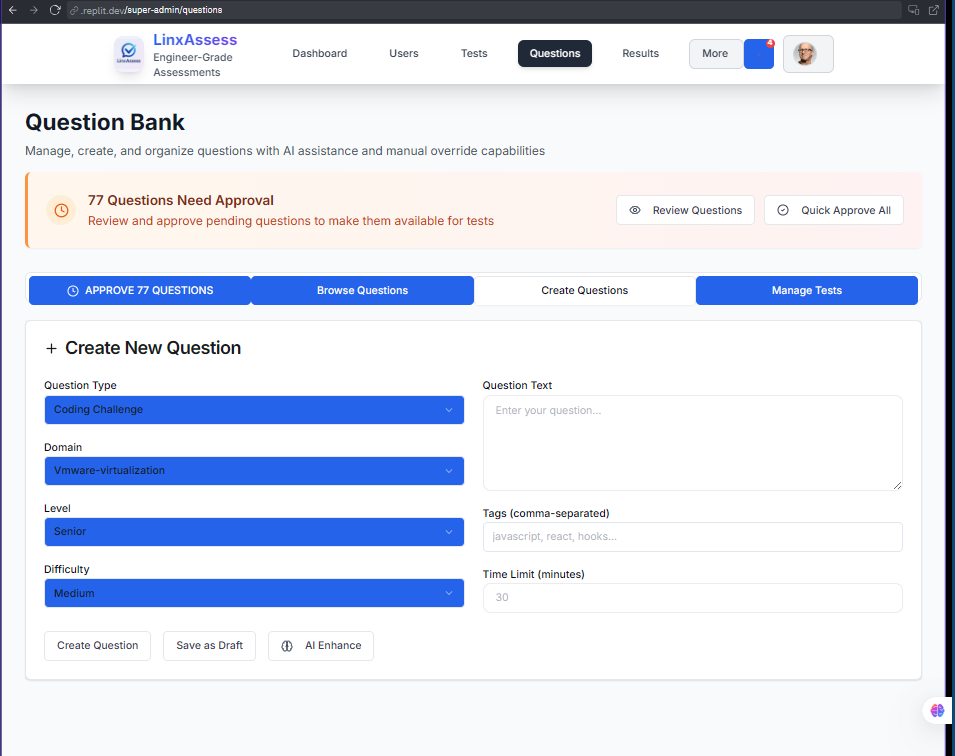 .replit.dev/super-admin/questions
LinxAssess
Engineer-Grade
Assessments
LinxAssess
Dashboard
Users
Tests
Questions
Results
More
4
Question Bank
Manage, create, and organize questions with AI assistance and manual override capabilities
77 Questions Need Approval
Review and approve pending questions to make them available for tests
Review Questions
Quick Approve All
APPROVE 77 QUESTIONS
Browse Questions
Create Questions
Manage Tests
+ Create New Question
Question Type
Coding Challenge
Domain
Vmware-virtualization
Level
Senior
Difficulty
Medium
Question Text
Enter your question...
Tags (comma-separated)
javascript, react, hooks...
Time Limit (minutes)
30
Create Question
Save as Draft
AI Enhance